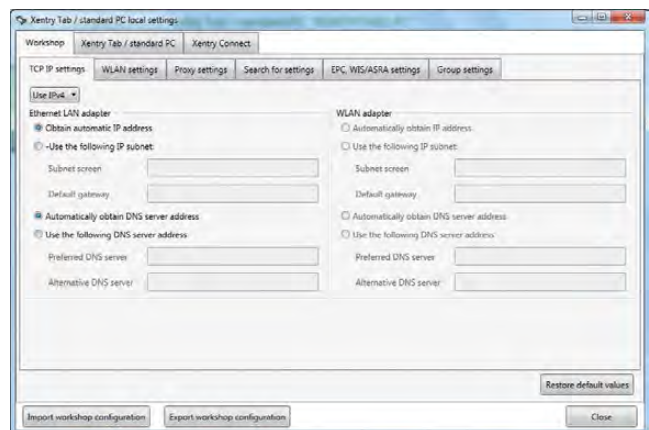 Xentry Tab / standard PC local settings
Workshop Xentry Tab / standard PC Xentry Connect
TCP IP settings WLAN settings Proxy settings Search for settings EPC, WIS/ASRA settings Group settings
Use IPv4
Ethernet LAN adapter WLAN adapter
Obtain automatic IP address Automatically obtain IP address
-Use the following IP subnet: Use the following IP subnet:
Subnet screen Subnet screen
Default gateway Default gateway
Automatically obtain DNS server address Automatically obtain DNS server address
Use the following DNS server address Use the following DNS server address
Preferred DNS server Preferred DNS server
Alternative DNS server Alternative DNS server
Restore default values
Import workshop configuration Export workshop configuration Close